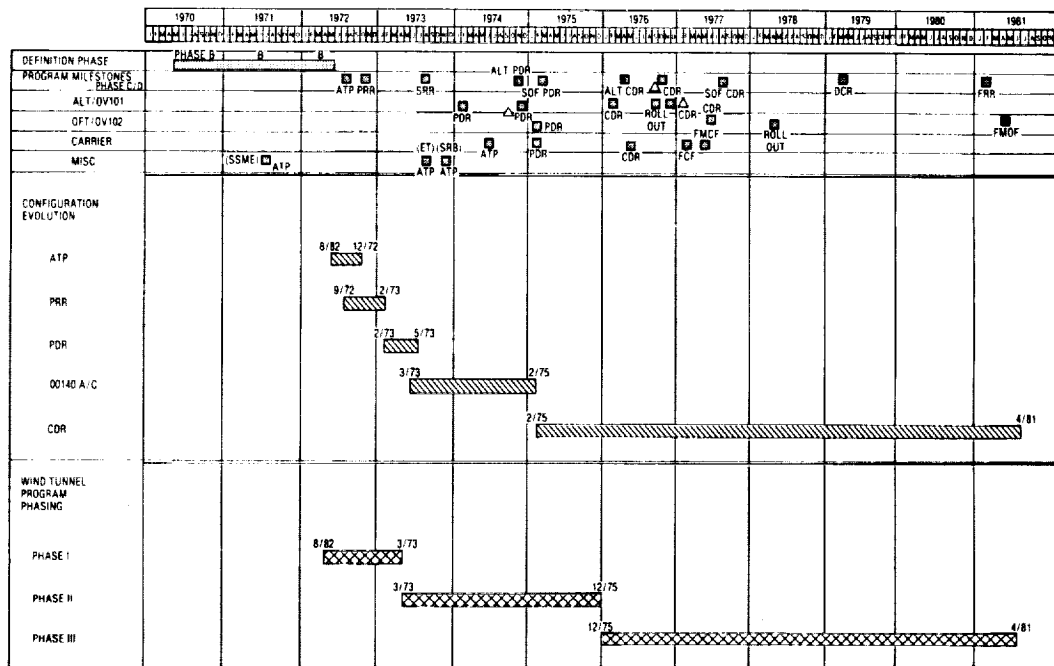 1970 1971 1972 1973 1974 1975 1976 1977 1978 1979 1980 1981
DEFINITION PHASE
PHASE B B B
PROGRAM MILESTONES
PHASE C/D
ATP PRR SRR ALT PDR SOF PDR ALT CDR CDR SOF CDR DCR FRR
ALT/OV101
PDR PDR CDR ROLL OUT CDR CDR
OFT/OV102
PDR FMCF ROLL OUT FMOF
CARRIER
ATP PDR CDR FCF
MISC
(SSME) ATP (ET) ATP (SRB) ATP
CONFIGURATION
EVOLUTION
8/82 12/72
ATP
9/72 2/73
PRR
2/73 5/73
PDR
3/73 2/75
00140 A/C
2/75 4/81
CDR
WIND TUNNEL
PROGRAM
PHASING
8/82 3/73
PHASE I
3/73 12/75
PHASE II
12/75 4/81
PHASE III